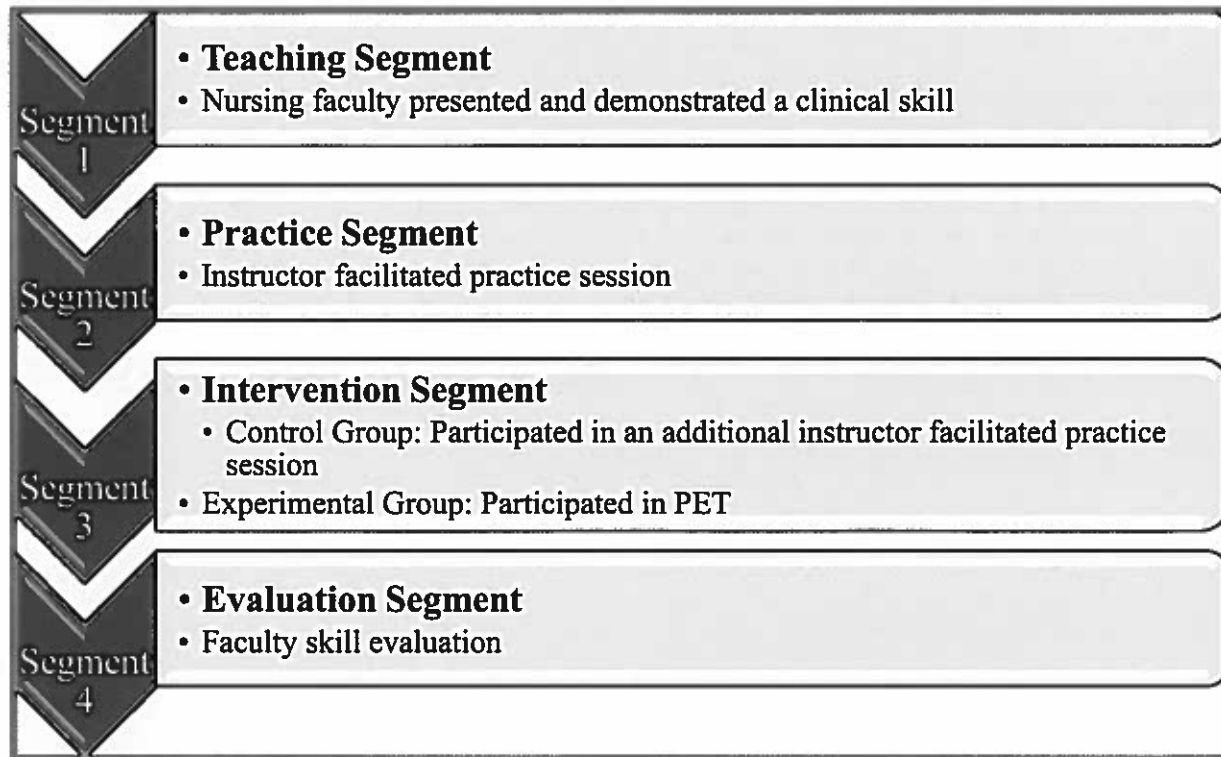 Segment
1
• Teaching Segment
• Nursing faculty presented and demonstrated a clinical skill
Segment
2
• Practice Segment
• Instructor facilitated practice session
Segment
3
• Intervention Segment
• Control Group: Participated in an additional instructor facilitated practice
session
• Experimental Group: Participated in PET
Segment
4
• Evaluation Segment
• Faculty skill evaluation